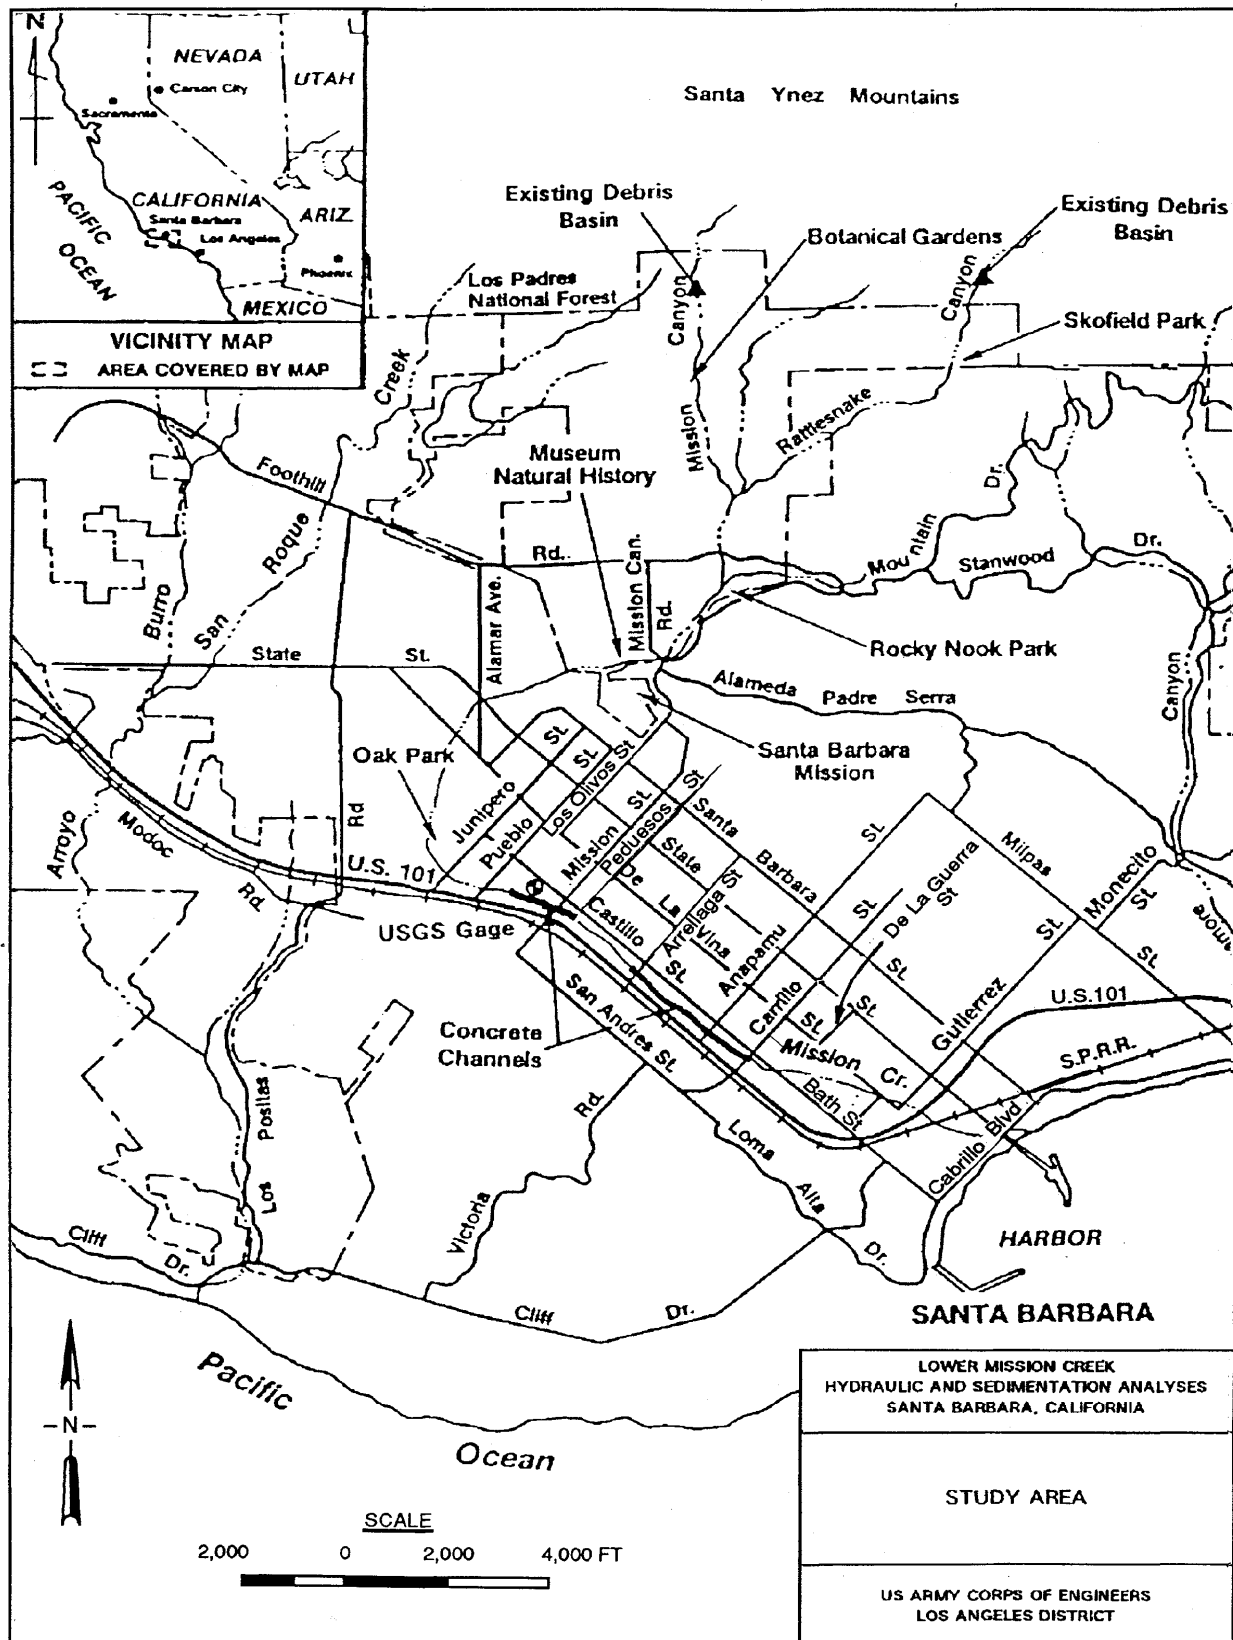 N
NEVADA
UTAH
Carson City
Sacramento
CALIFORNIA
Santa Barbara
Los Angeles
ARIZ.
Phoenix
MEXICO
PACIFIC
OCEAN
VICINITY MAP
AREA COVERED BY MAP
Santa Ynez Mountains
Existing Debris
Basin
Botanical Gardens
Existing Debris
Basin
Los Padres
National Forest
Canyon
Canyon
Skofield Park
Creek
Mission
Rattlesnake
Museum
Natural History
Foothill
Roque
Rd.
Mission Can.
Rd.
Mountain
Dr.
Stanwood
Dr.
Burro
San
Alamar Ave.
State
St.
Rocky Nook Park
Alameda Padre Serra
Canyon
Oak Park
Santa Barbara
Mission
Junipero
St.
Pueblo
St.
Los Olivos St
Mission
St.
Peduesos
St
Santa
Barbara
St.
State
St.
De
La
Vina
St.
Castillo
St.
Arrellaga
St
Anapamu
St.
Carrillo
St.
De La Guerra
St
Gutierrez
St.
Milpas
St.
Monecito
St.
Arroyo
Modoc
Rd.
Rd
U.S. 101
USGS Gage
Concrete
Channels
San Andres St.
Mission
Cr.
Bath St
U.S.101
S.P.R.R.
Cabrillo Blvd
Los
Positas
Victoria
Rd.
Loma
Alta
Dr.
HARBOR
Cliff
Dr.
Cliff
Dr.
SANTA BARBARA
Pacific
Ocean
-N-
SCALE
2,000 0 2,000 4,000 FT
LOWER MISSION CREEK
HYDRAULIC AND SEDIMENTATION ANALYSES
SANTA BARBARA, CALIFORNIA
STUDY AREA
US ARMY CORPS OF ENGINEERS
LOS ANGELES DISTRICT